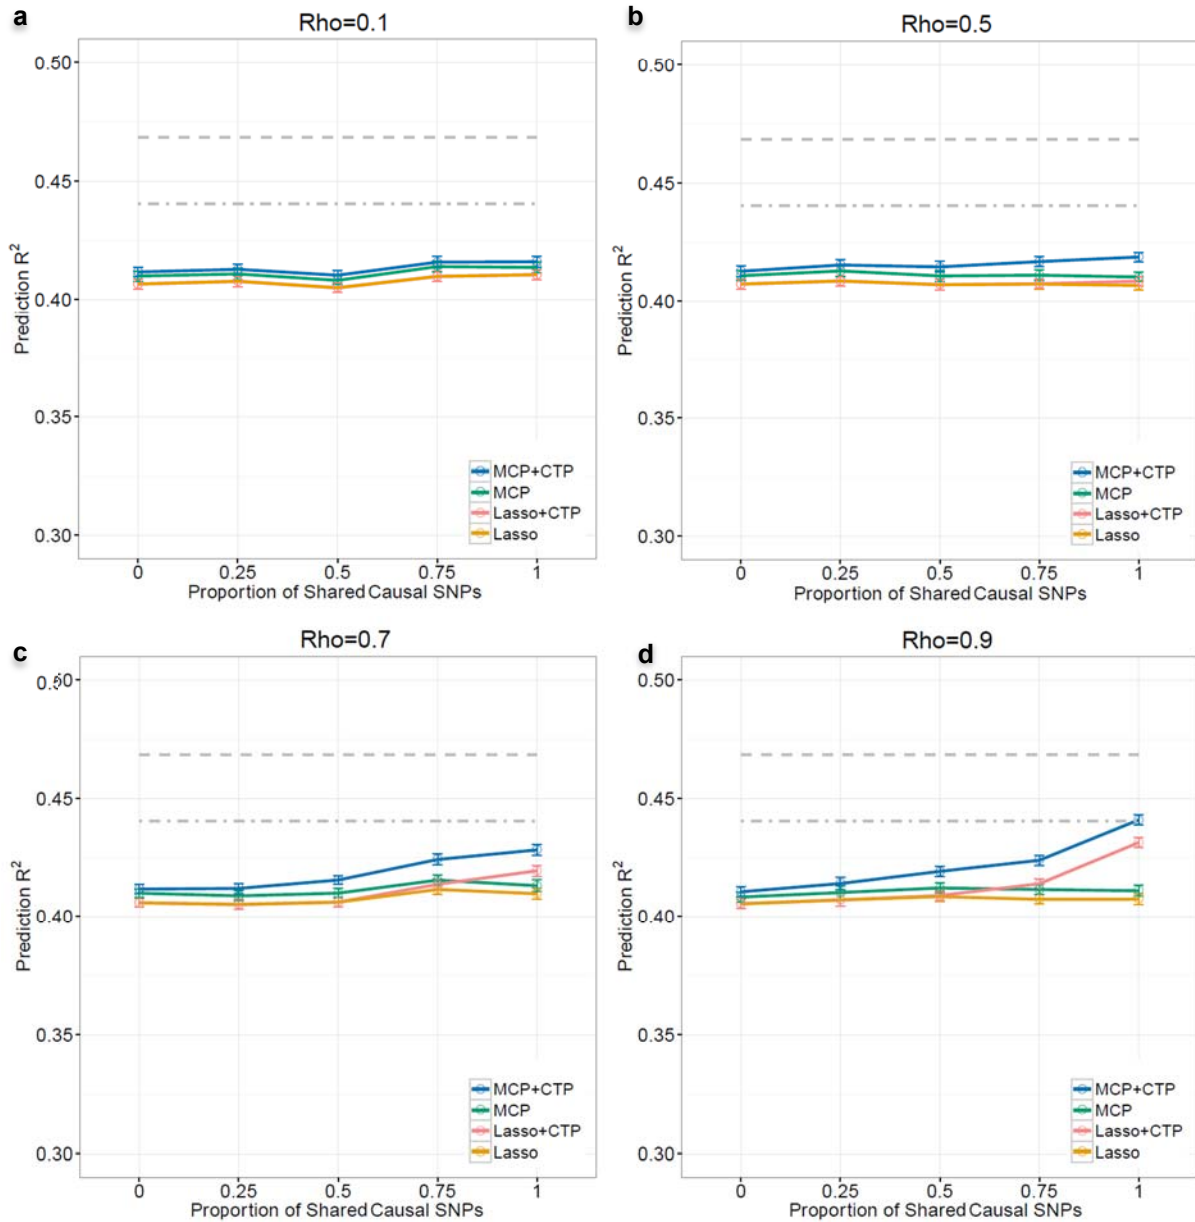 a
Rho=0.1
0.50
0.45
0.40
0.35
0.30
Prediction R²
MCP+CTP
MCP
Lasso+CTP
Lasso
0 0.25 0.5 0.75 1
Proportion of Shared Causal SNPs
b
Rho=0.5
0.50
0.45
0.40
0.35
0.30
Prediction R²
MCP+CTP
MCP
Lasso+CTP
Lasso
0 0.25 0.5 0.75 1
Proportion of Shared Causal SNPs
c
Rho=0.7
0.50
0.45
0.40
0.35
0.30
Prediction R²
MCP+CTP
MCP
Lasso+CTP
Lasso
0 0.25 0.5 0.75 1
Proportion of Shared Causal SNPs
d
Rho=0.9
0.50
0.45
0.40
0.35
0.30
Prediction R²
MCP+CTP
MCP
Lasso+CTP
Lasso
0 0.25 0.5 0.75 1
Proportion of Shared Causal SNPs